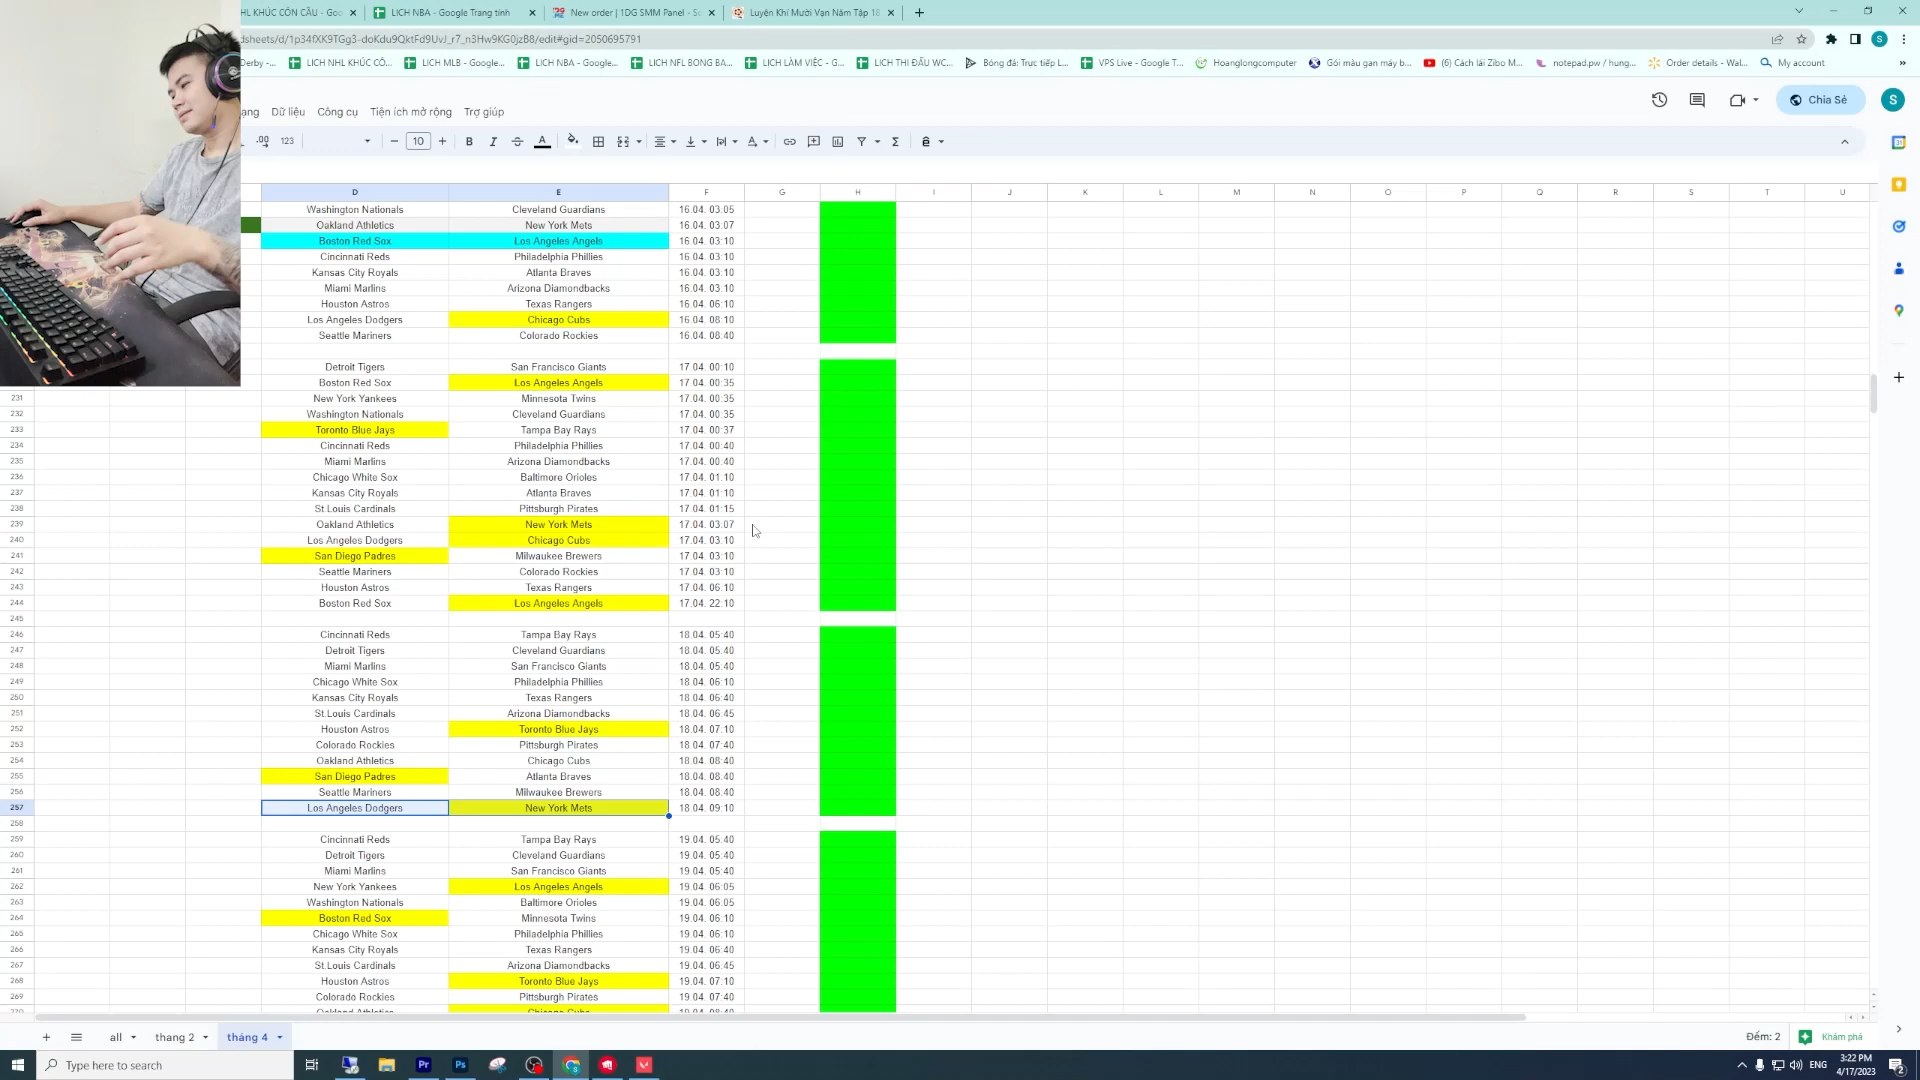 HL KHÚC CÔN CẦU - Goo
LICH NBA - Google Trang tính
New order | 1DG SMM Panel - Sc
Luyện Khí Mười Vạn Năm Tập 18
dsheets/d/1p34fXK9TGg3-doKdu9QktFd9UvJ_r7_n3Hw9KG0jzB8/edit#gid=2050695791
Derby -...
LICH NHL KHÚC CÔ...
LICH MLB - Google...
LICH NBA - Google...
LICH NFL BONG BA...
LICH LÀM VIỆC - G...
LICH THI ĐẤU WC...
Bóng đá: Trực tiếp L...
VPS Live - Google T...
Hoanglongcomputer
Gói màu gan máy b...
(6) Cách lái Zibo M...
notepad.pw / hung...
Order details - Wal...
My account
ạng Dữ liệu Công cụ Tiện ích mở rộng Trợ giúp
Chia Sẻ
S
.00 123 10 B I A
D E F G H I J K L M N O P Q R S T U
Washington Nationals Cleveland Guardians 16.04. 03:05
Oakland Athletics New York Mets 16.04. 03:07
Boston Red Sox Los Angeles Angels 16.04. 03:10
Cincinnati Reds Philadelphia Phillies 16.04. 03:10
Kansas City Royals Atlanta Braves 16.04. 03:10
Miami Marlins Arizona Diamondbacks 16.04. 03:10
Houston Astros Texas Rangers 16.04. 06:10
Los Angeles Dodgers Chicago Cubs 16.04. 08:10
Seattle Mariners Colorado Rockies 16.04. 08:40
Detroit Tigers San Francisco Giants 17.04. 00:10
Boston Red Sox Los Angeles Angels 17.04. 00:35
231 New York Yankees Minnesota Twins 17.04. 00:35
232 Washington Nationals Cleveland Guardians 17.04. 00:35
233 Toronto Blue Jays Tampa Bay Rays 17.04. 00:37
234 Cincinnati Reds Philadelphia Phillies 17.04. 00:40
235 Miami Marlins Arizona Diamondbacks 17.04. 00:40
236 Chicago White Sox Baltimore Orioles 17.04. 01:10
237 Kansas City Royals Atlanta Braves 17.04. 01:10
238 St.Louis Cardinals Pittsburgh Pirates 17.04. 01:15
239 Oakland Athletics New York Mets 17.04. 03:07
240 Los Angeles Dodgers Chicago Cubs 17.04. 03:10
241 San Diego Padres Milwaukee Brewers 17.04. 03:10
242 Seattle Mariners Colorado Rockies 17.04. 03:10
243 Houston Astros Texas Rangers 17.04. 06:10
244 Boston Red Sox Los Angeles Angels 17.04. 22:10
245
246 Cincinnati Reds Tampa Bay Rays 18.04. 05:40
247 Detroit Tigers Cleveland Guardians 18.04. 05:40
248 Miami Marlins San Francisco Giants 18.04. 05:40
249 Chicago White Sox Philadelphia Phillies 18.04. 06:10
250 Kansas City Royals Texas Rangers 18.04. 06:40
251 St.Louis Cardinals Arizona Diamondbacks 18.04. 06:45
252 Houston Astros Toronto Blue Jays 18.04. 07:10
253 Colorado Rockies Pittsburgh Pirates 18.04. 07:40
254 Oakland Athletics Chicago Cubs 18.04. 08:40
255 San Diego Padres Atlanta Braves 18.04. 08:40
256 Seattle Mariners Milwaukee Brewers 18.04. 08:40
257 Los Angeles Dodgers New York Mets 18.04. 09:10
258
259 Cincinnati Reds Tampa Bay Rays 19.04. 05:40
260 Detroit Tigers Cleveland Guardians 19.04. 05:40
261 Miami Marlins San Francisco Giants 19.04. 05:40
262 New York Yankees Los Angeles Angels 19.04. 06:05
263 Washington Nationals Baltimore Orioles 19.04. 06:05
264 Boston Red Sox Minnesota Twins 19.04. 06:10
265 Chicago White Sox Philadelphia Phillies 19.04. 06:10
266 Kansas City Royals Texas Rangers 19.04. 06:40
267 St.Louis Cardinals Arizona Diamondbacks 19.04. 06:45
268 Houston Astros Toronto Blue Jays 19.04. 07:10
269 Colorado Rockies Pittsburgh Pirates 19.04. 07:40
270 Oakland Athletics Chicago Cubs 19.04. 08:40
all thang 2 tháng 4
Đếm: 2 Khám phá
Type here to search
Pr Ps
ENG
3:22 PM
4/17/2023
2